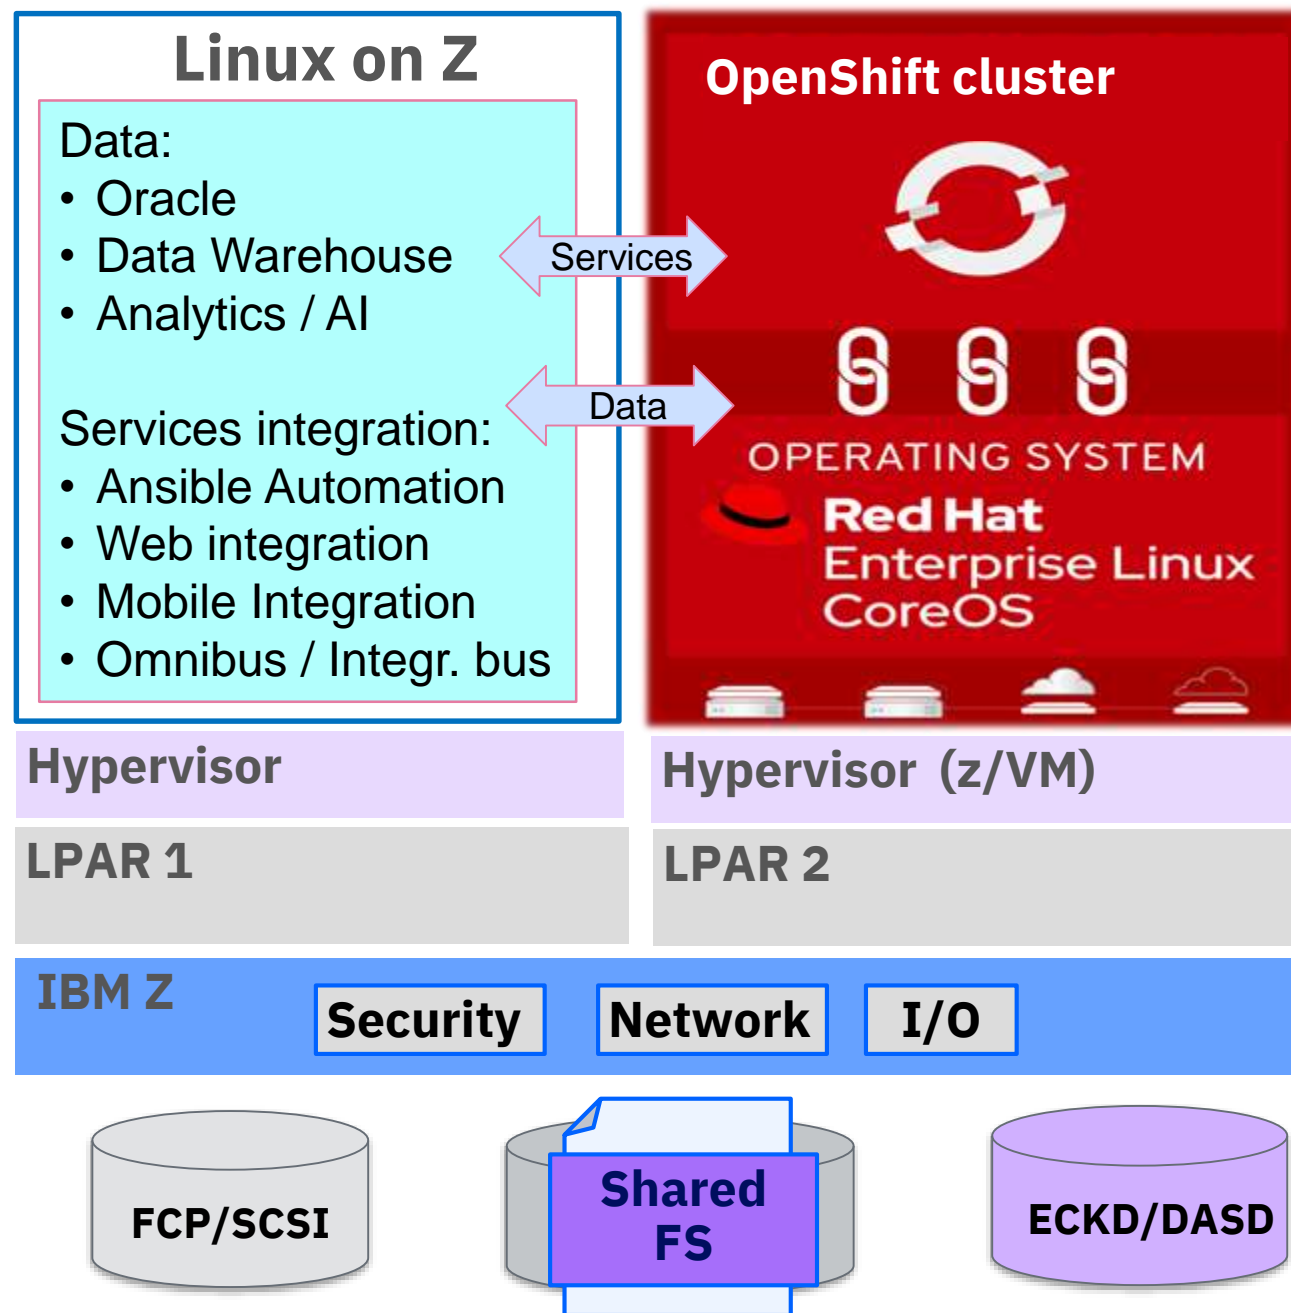 Linux on Z
Data:
• Oracle
• Data Warehouse
• Analytics / AI
Services integration:
• Ansible Automation
• Web integration
• Mobile Integration
• Omnibus / Integr. bus
Services
Data
OpenShift cluster
OPERATING SYSTEM
Red Hat
Enterprise Linux
CoreOS
Hypervisor
Hypervisor (z/VM)
LPAR 1
LPAR 2
IBM Z
Security
Network
I/O
FCP/SCSI
Shared
FS
ECKD/DASD